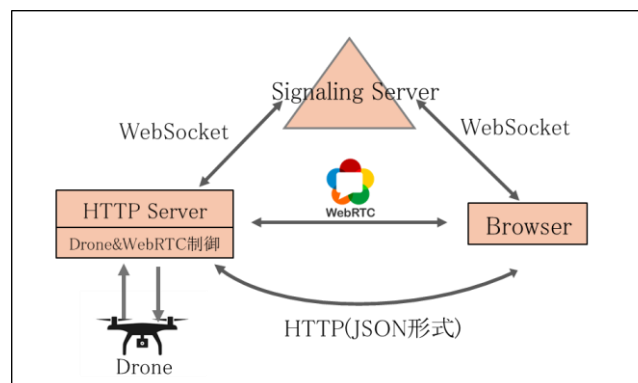 Signaling Server
WebSocket
WebSocket
WebRTC
HTTP Server
Drone&WebRTC制御
Browser
HTTP(JSON形式)
Drone